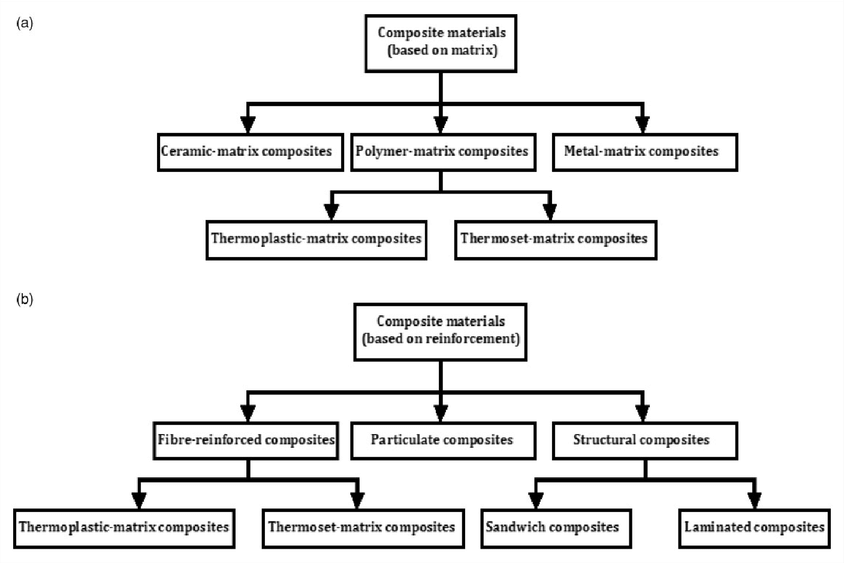 (a)
Composite materials
(based on matrix)
Ceramic-matrix composites
Polymer-matrix composites
Metal-matrix composites
Thermoplastic-matrix composites
Thermoset-matrix composites
(b)
Composite materials
(based on reinforcement)
Fibre-reinforced composites
Particulate composites
Structural composites
Thermoplastic-matrix composites
Thermoset-matrix composites
Sandwich composites
Laminated composites